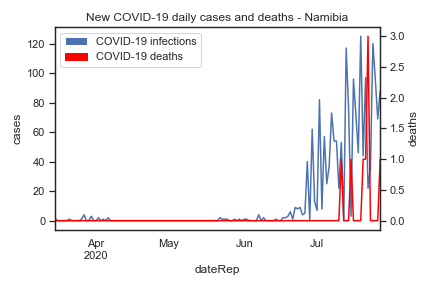 New COVID-19 daily cases and deaths - Namibia
COVID-19 infections
COVID-19 deaths
120
100
80
60
40
20
0
cases
3.0
2.5
2.0
1.5
1.0
0.5
0.0
deaths
Apr
2020
May
Jun
Jul
dateRep